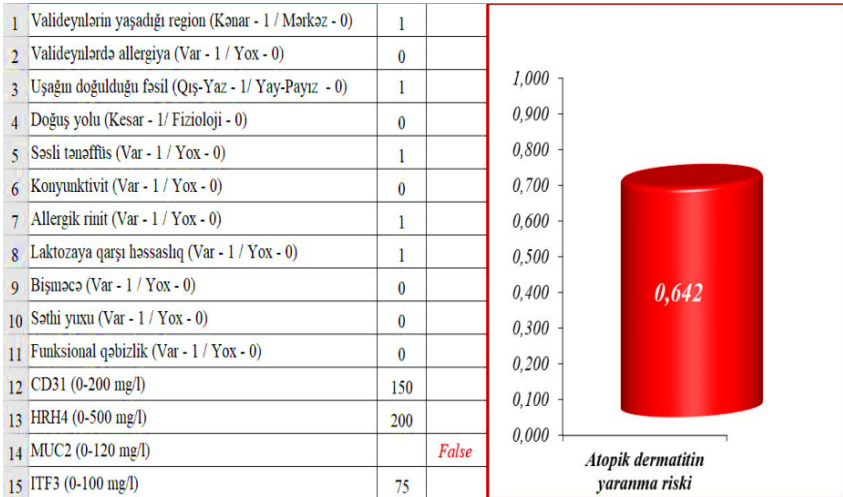 1 Valideynlərin yaşadığı region (Kənar - 1 / Mərkəz - 0) 1
2 Valideynlərdə allergiya (Var - 1 / Yox - 0) 0
3 Uşağın doğulduğu fəsil (Qış-Yaz - 1/ Yay-Payız - 0) 1
4 Doğuş yolu (Kesar - 1/ Fizioloji - 0) 0
5 Səsli tənəffüs (Var - 1 / Yox - 0) 1
6 Konyunktivit (Var - 1 / Yox - 0) 0
7 Allergik rinit (Var - 1 / Yox - 0) 1
8 Laktozaya qarşı həssaslıq (Var - 1 / Yox - 0) 1
9 Bişməcə (Var - 1 / Yox - 0) 0
10 Səthi yuxu (Var - 1 / Yox - 0) 0
11 Funksional qəbizlik (Var - 1 / Yox - 0) 0
12 CD31 (0-200 mg/l) 150
13 HRH4 (0-500 mg/l) 200
14 MUC2 (0-120 mg/l) False
15 ITF3 (0-100 mg/l) 75
1,000
0,900
0,800
0,700
0,600
0,500
0,400
0,300
0,200
0,100
0,000
0,642
Atopik dermatitin
yaranma riski